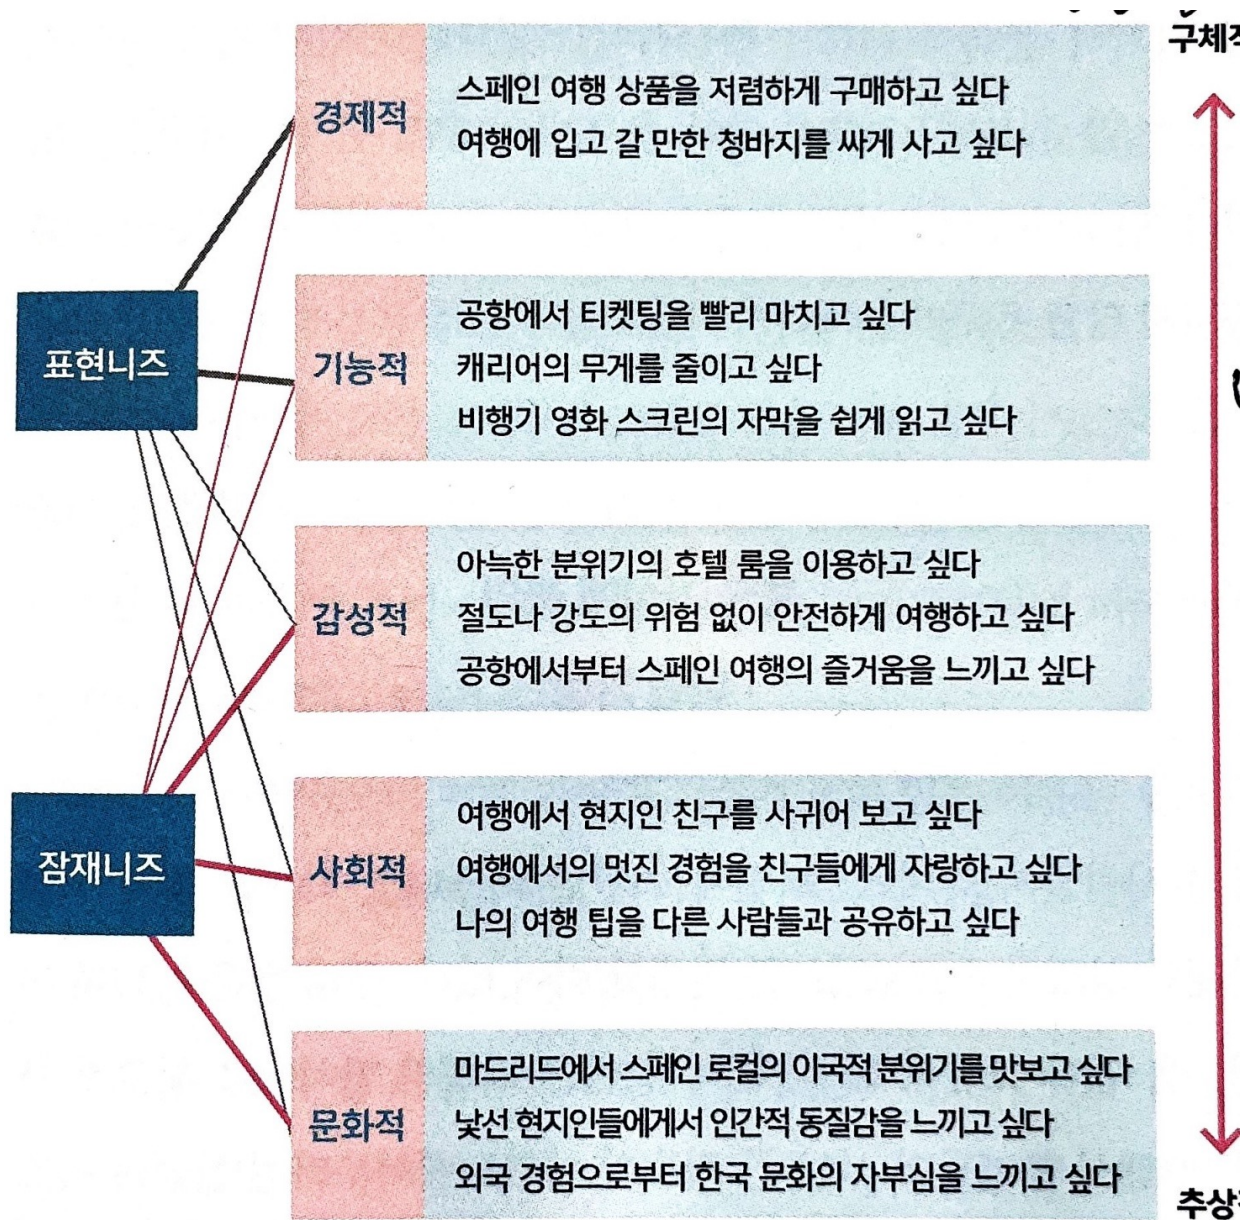 경제적
스페인 여행 상품을 저렴하게 구매하고 싶다
여행에 입고 갈 만한 청바지를 싸게 사고 싶다
표현니즈
기능적
공항에서 티켓팅을 빨리 마치고 싶다
캐리어의 무게를 줄이고 싶다
비행기 영화 스크린의 자막을 쉽게 읽고 싶다
감성적
아늑한 분위기의 호텔 룸을 이용하고 싶다
절도나 강도의 위험 없이 안전하게 여행하고 싶다
공항에서부터 스페인 여행의 즐거움을 느끼고 싶다
잠재니즈
사회적
여행에서 현지인 친구를 사귀어 보고 싶다
여행에서의 멋진 경험을 친구들에게 자랑하고 싶다
나의 여행 팁을 다른 사람들과 공유하고 싶다
문화적
마드리드에서 스페인 로컬의 이국적 분위기를 맛보고 싶다
낯선 현지인들에게서 인간적 동질감을 느끼고 싶다
외국 경험으로부터 한국 문화의 자부심을 느끼고 싶다